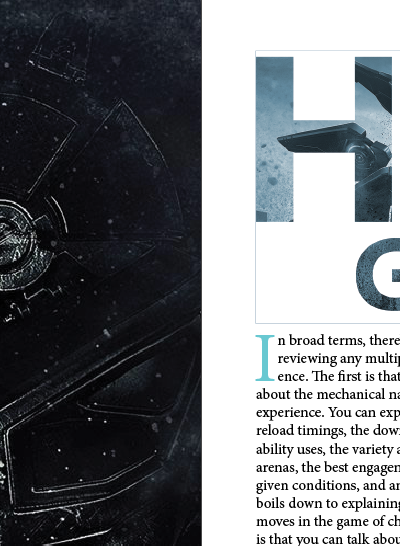 H
G
In broad terms, there
reviewing any multip
ence. The first is that
about the mechanical na
experience. You can exp
reload timings, the dow
ability uses, the variety a
arenas, the best engagen
given conditions, and ar
boils down to explaining
moves in the game of ch
is that you can talk abou